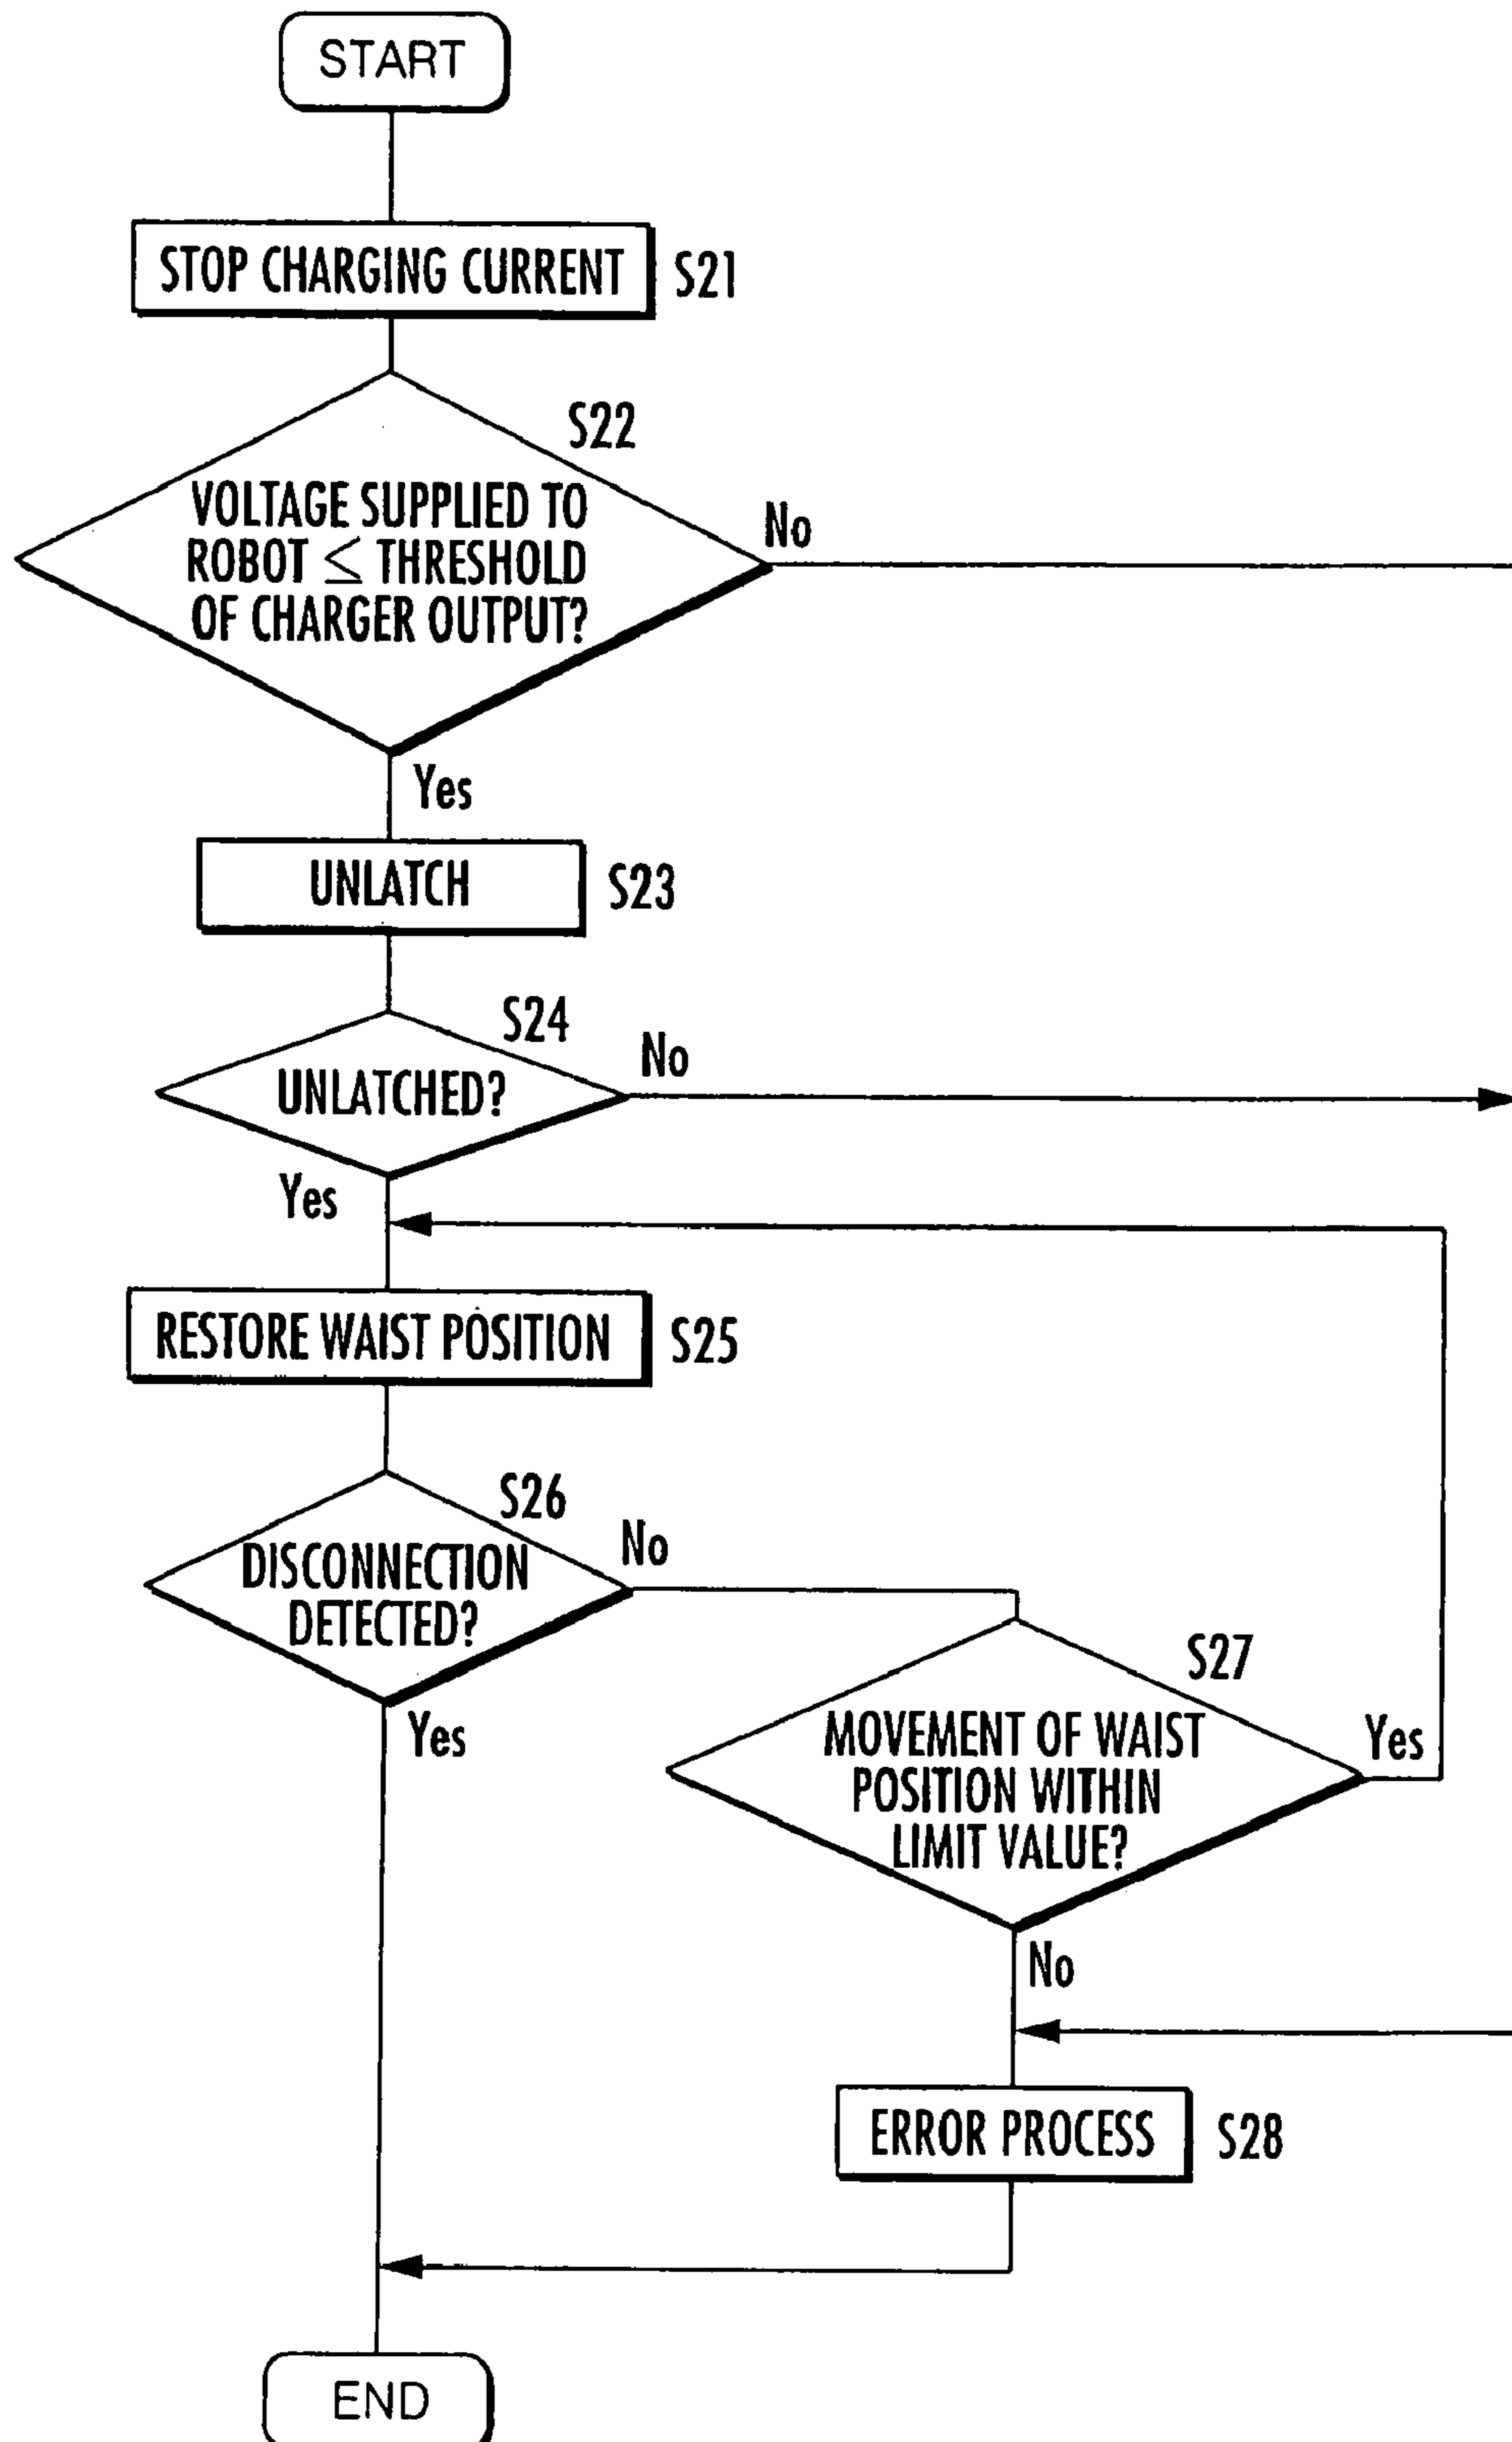 START
STOP CHARGING CURRENT S21
S22
VOLTAGE SUPPLIED TO
ROBOT ≦ THRESHOLD
OF CHARGER OUTPUT?
No
Yes
UNLATCH S23
S24
UNLATCHED?
No
Yes
RESTORE WAIST POSITION S25
S26
DISCONNECTION
DETECTED?
No
Yes
S27
MOVEMENT OF WAIST
POSITION WITHIN
LIMIT VALUE?
Yes
No
ERROR PROCESS S28
END